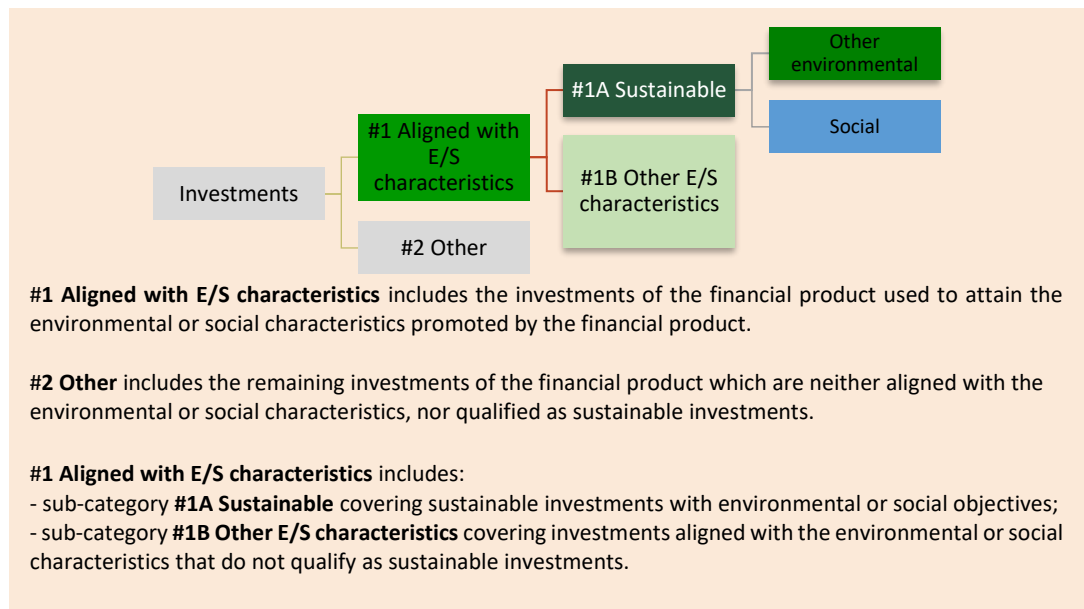 Other
environmental
#1A Sustainable
#1 Aligned with
E/S
characteristics
Social
#1B Other E/S
characteristics
Investments
#2 Other
#1 Aligned with E/S characteristics includes the investments of the financial product used to attain the
environmental or social characteristics promoted by the financial product.
#2 Other includes the remaining investments of the financial product which are neither aligned with the
environmental or social characteristics, nor qualified as sustainable investments.
#1 Aligned with E/S characteristics includes:
- sub-category #1A Sustainable covering sustainable investments with environmental or social objectives;
- sub-category #1B Other E/S characteristics covering investments aligned with the environmental or social
characteristics that do not qualify as sustainable investments.